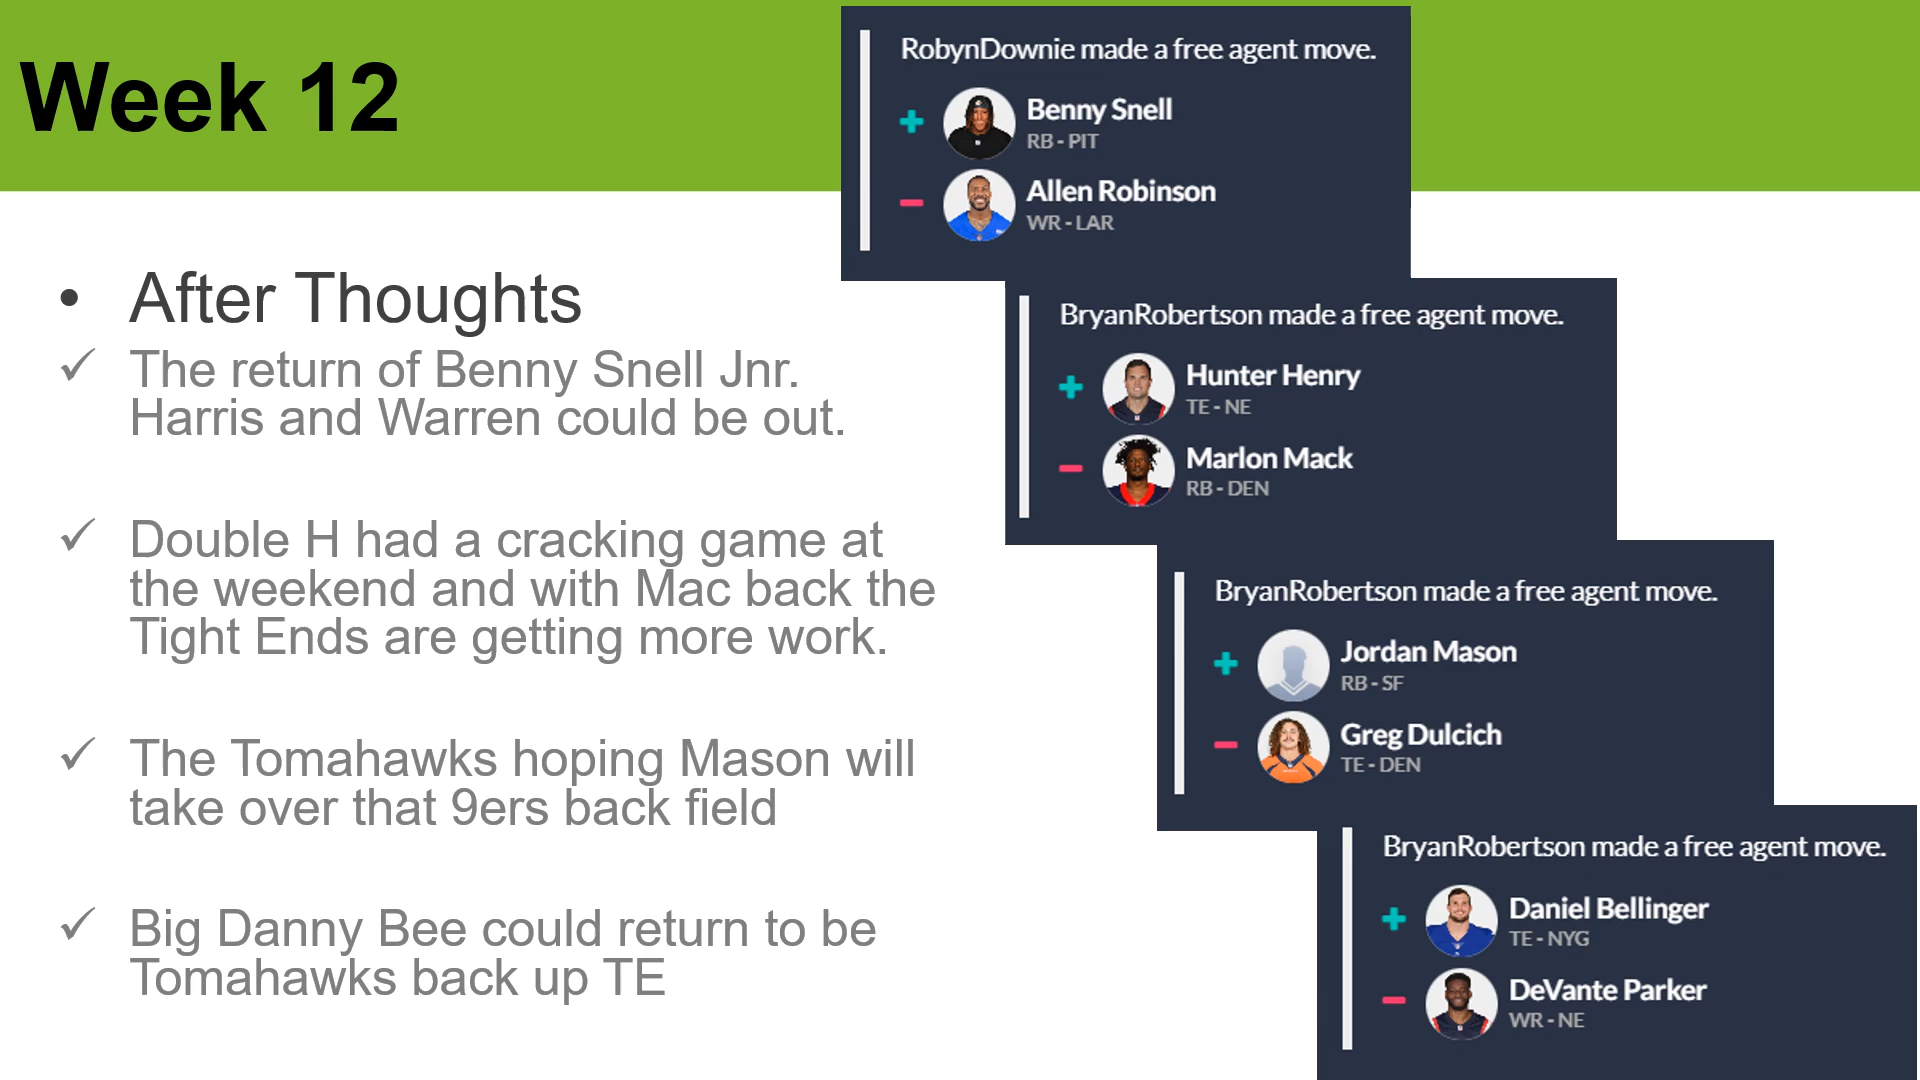 Week 12
• After Thoughts
✓ The return of Benny Snell Jnr.
Harris and Warren could be out.
✓ Double H had a cracking game at
the weekend and with Mac back the
Tight Ends are getting more work.
✓ The Tomahawks hoping Mason will
take over that 9ers back field
✓ Big Danny Bee could return to be
Tomahawks back up TE
RobynDownie made a free agent move.
+ Benny Snell
RB - PIT
- Allen Robinson
WR - LAR
BryanRobertson made a free agent move.
+ Hunter Henry
TE - NE
- Marlon Mack
RB - DEN
BryanRobertson made a free agent move.
+ Jordan Mason
RB - SF
- Greg Dulcich
TE - DEN
BryanRobertson made a free agent move.
+ Daniel Bellinger
TE - NYG
- DeVante Parker
WR - NE